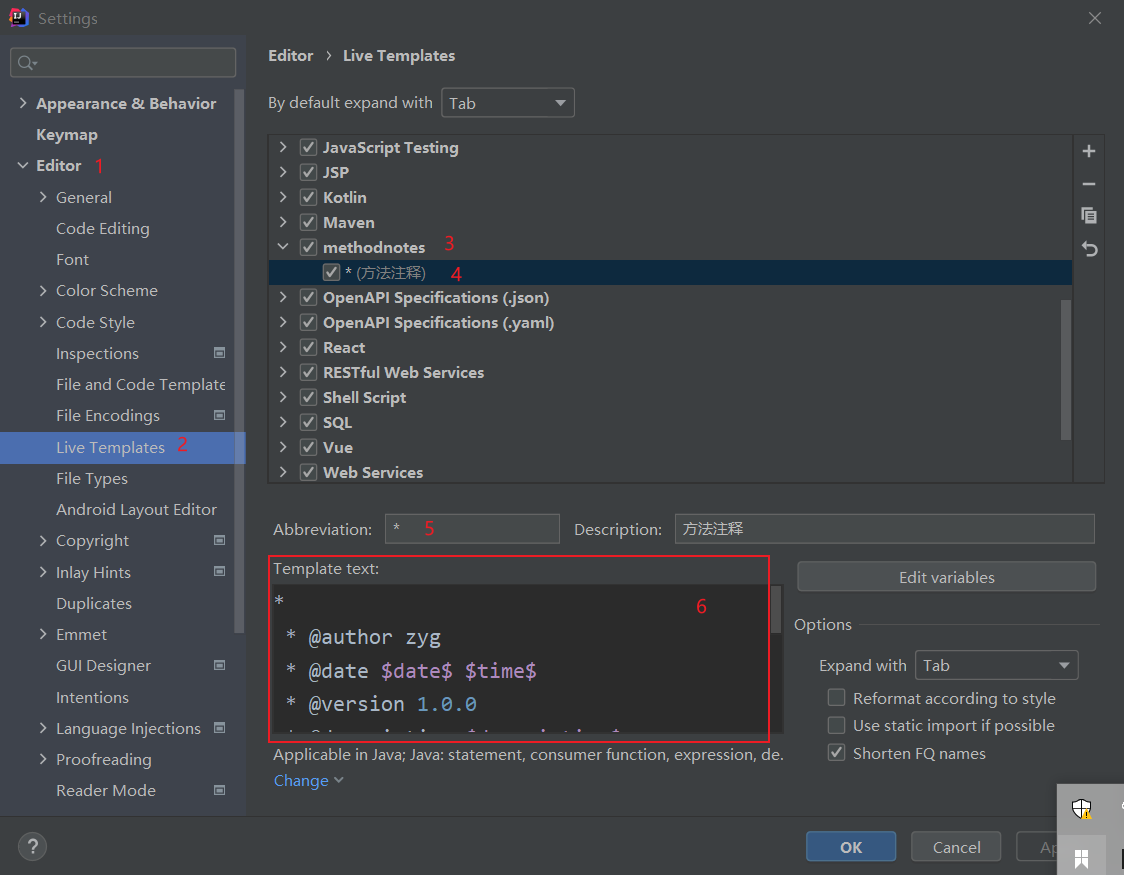 Settings
Editor › Live Templates
Appearance & Behavior
By default expand with Tab
Keymap
Editor 1
General
Code Editing
Font
Color Scheme
Code Style
Inspections
File and Code Template
File Encodings
Live Templates 2
File Types
Android Layout Editor
Copyright
Inlay Hints
Duplicates
Emmet
GUI Designer
Intentions
Language Injections
Proofreading
Reader Mode
JavaScript Testing
JSP
Kotlin
Maven
methodnotes 3
* (方法注释) 4
OpenAPI Specifications (.json)
OpenAPI Specifications (.yaml)
React
RESTful Web Services
Shell Script
SQL
Vue
Web Services
Abbreviation: * 5 Description: 方法注释
Template text:
6
*
* @author zyg
* @date $date$ $time$
* @version 1.0.0
Applicable in Java; Java: statement, consumer function, expression, de.
Change
Edit variables
Options
Expand with Tab
Reformat according to style
Use static import if possible
Shorten FQ names
? OK Cancel Ap